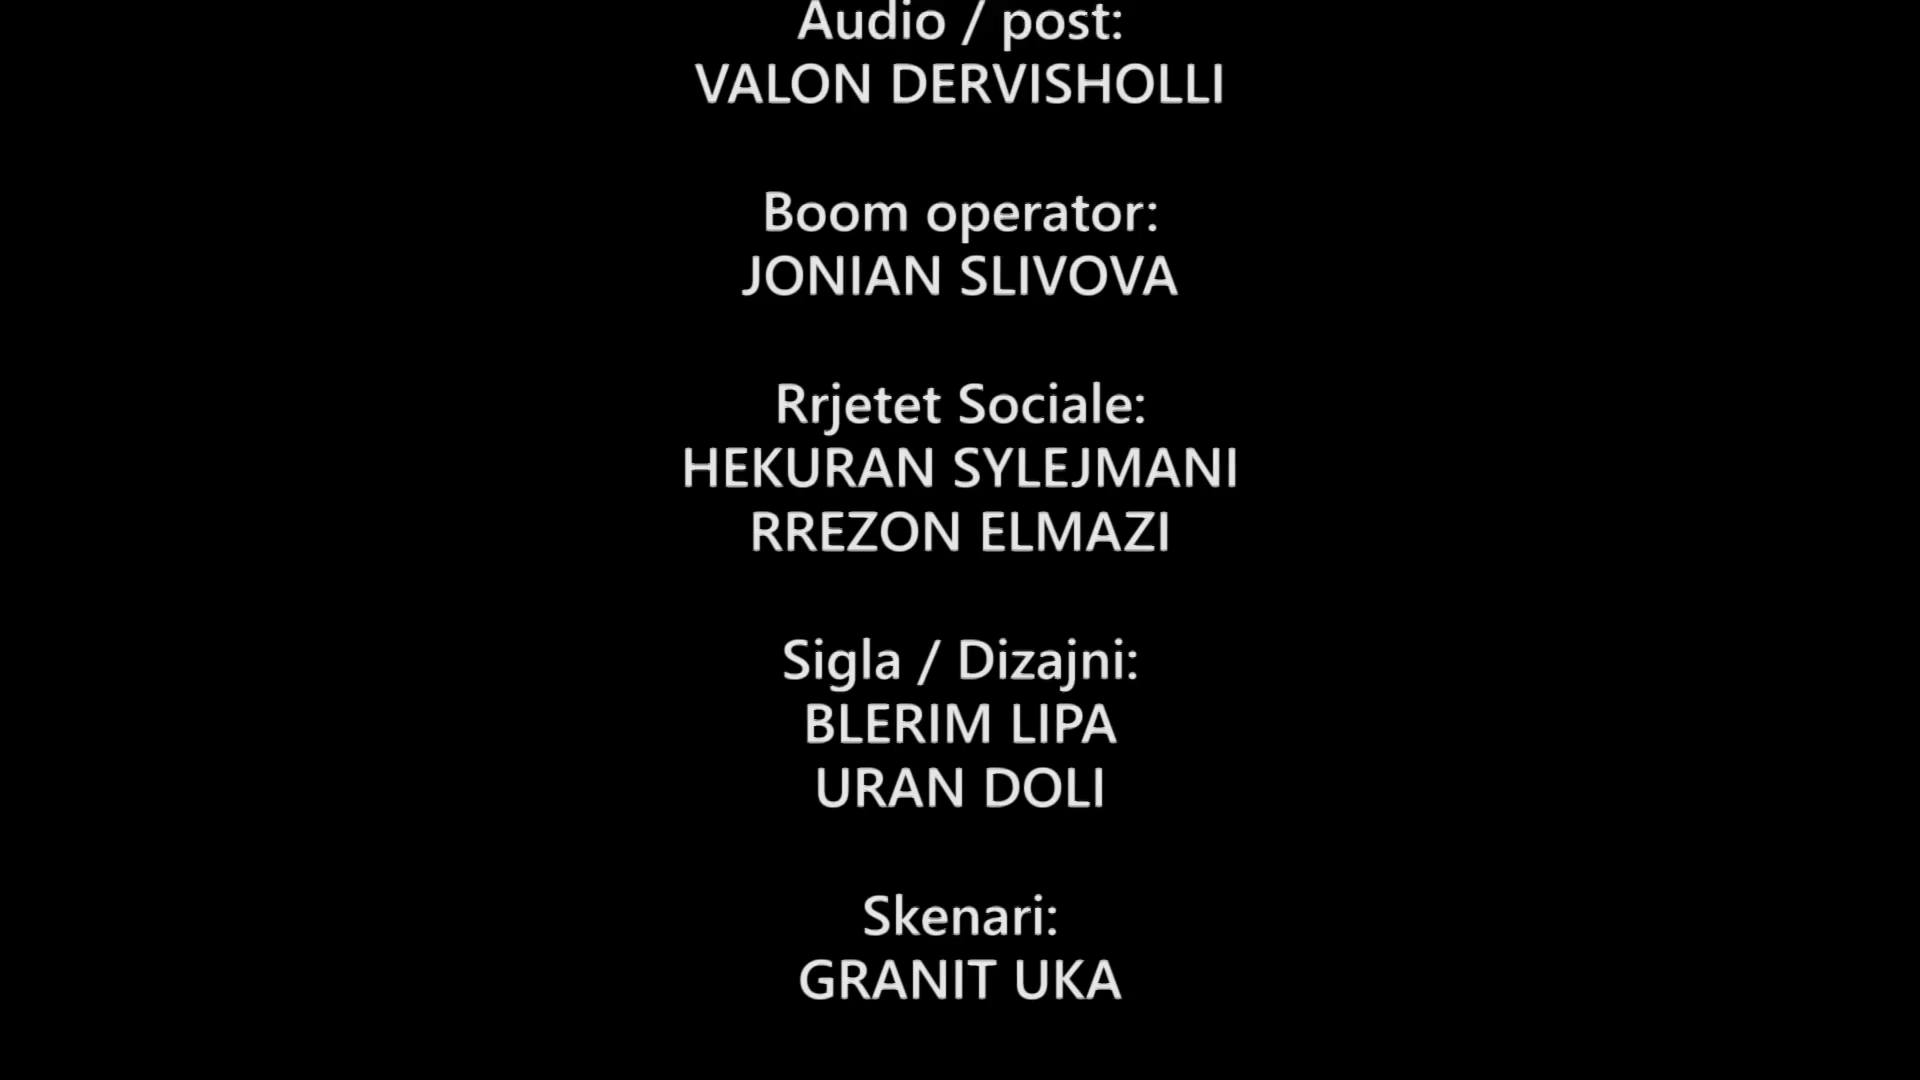 Audio / post:
VALON DERVISHOLLI
Boom operator:
JONIAN SLIVOVA
Rrjetet Sociale:
HEKURAN SYLEJMANI
RREZON ELMAZI
Sigla / Dizajni:
BLERIM LIPA
URAN DOLI
Skenari:
GRANIT UKA